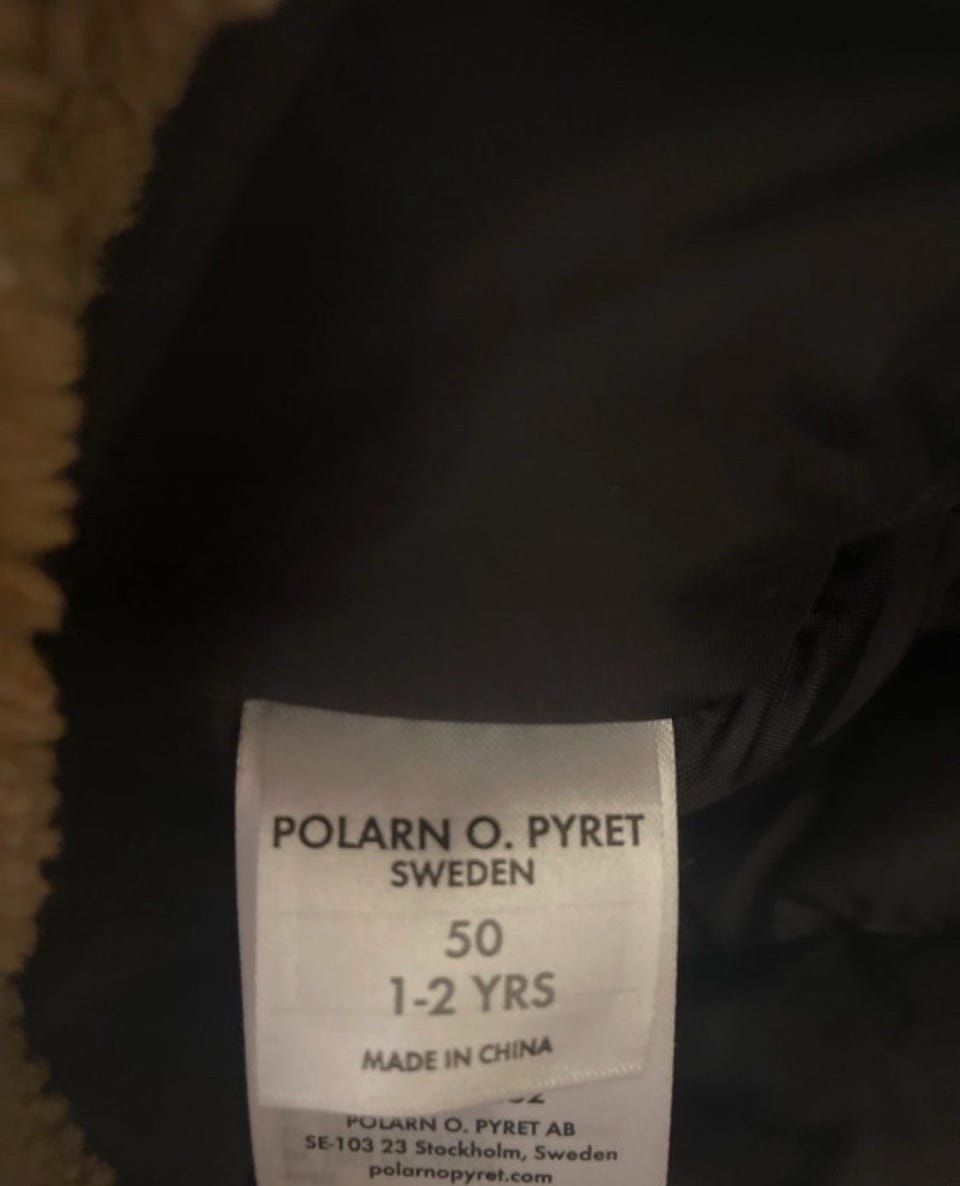 POLARN O. PYRET
SWEDEN
50
1-2 YRS
MADE IN CHINA
POLARN O. PYRET AB
SE-103 23 Stockholm, Sweden
polarnopyret.com